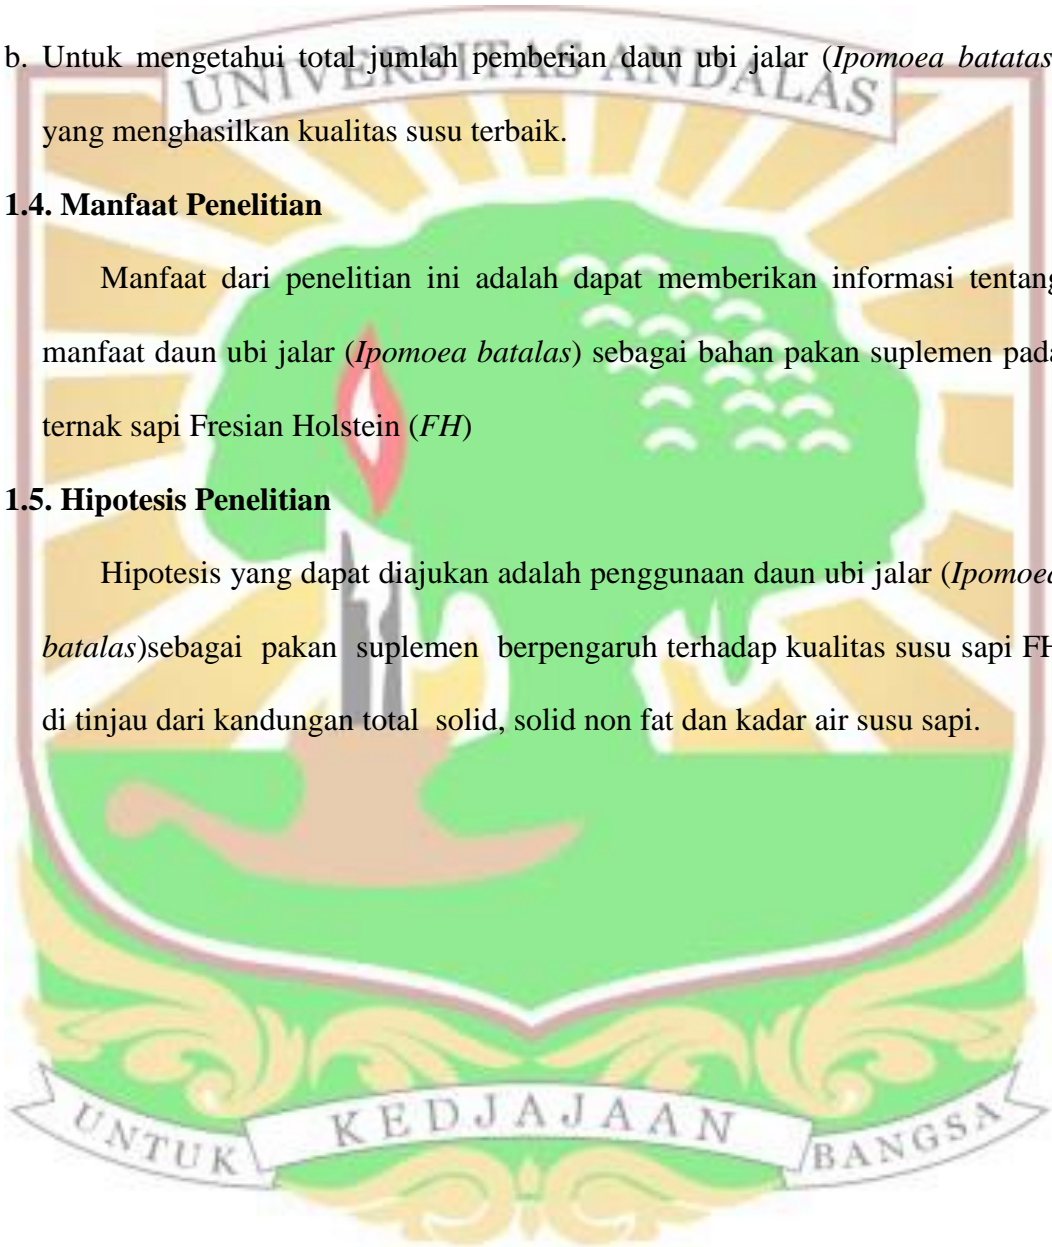 UNIVERSITAS ANDALAS
b. Untuk mengetahui total jumlah pemberian daun ubi jalar (Ipomoea batatas
yang menghasilkan kualitas susu terbaik.
1.4. Manfaat Penelitian
Manfaat dari penelitian ini adalah dapat memberikan informasi tentang
manfaat daun ubi jalar (Ipomoea batalas) sebagai bahan pakan suplemen pada
ternak sapi Fresian Holstein (FH)
1.5. Hipotesis Penelitian
Hipotesis yang dapat diajukan adalah penggunaan daun ubi jalar (Ipomoea
batalas)sebagai pakan suplemen berpengaruh terhadap kualitas susu sapi FH
di tinjau dari kandungan total solid, solid non fat dan kadar air susu sapi.
UNTUK KEDJAJAAN BANGSA